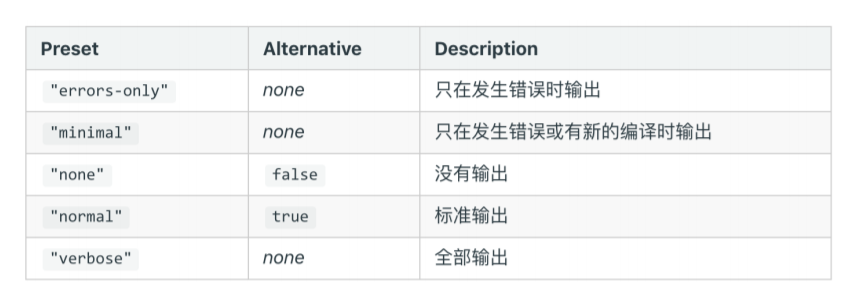 Preset Alternative Description
"errors-only" none 只在发生错误时输出
"minimal" none 只在发生错误或有新的编译时输出
"none" false 没有输出
"normal" true 标准输出
"verbose" none 全部输出